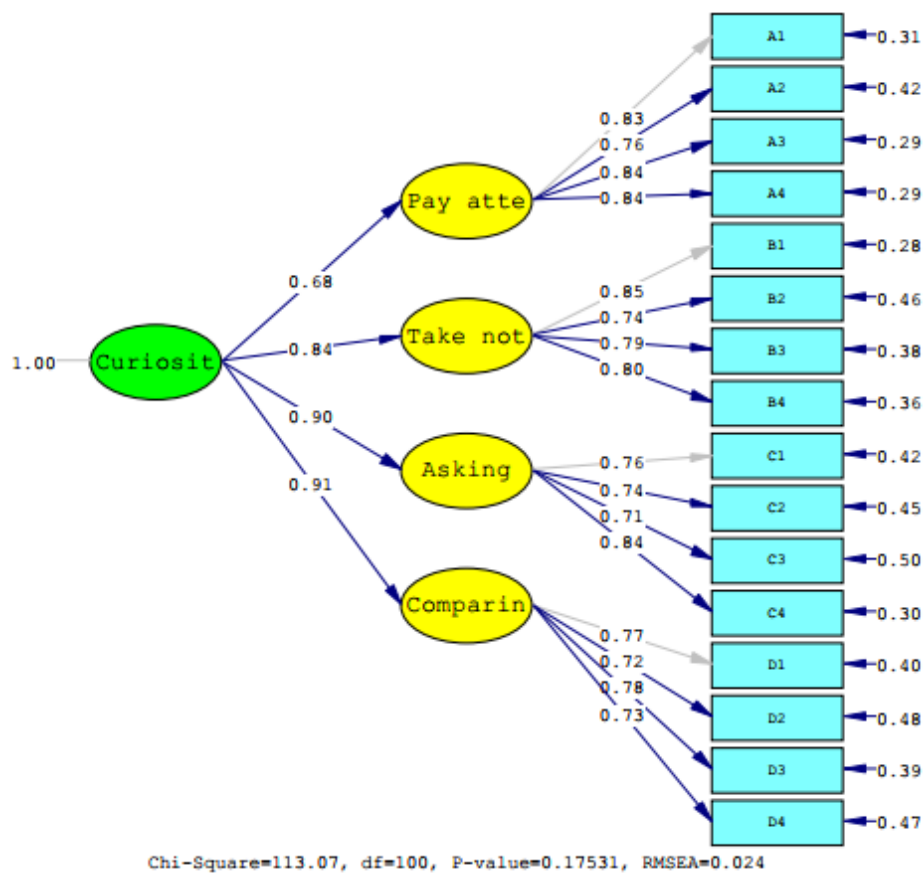 A1
0.31
A2
0.42
0.83
0.76
A3
0.29
0.84
A4
0.29
0.84
Pay atte
B1
0.28
0.68
0.85
B2
0.46
0.74
Take not
0.79
B3
0.38
0.84
1.00
Curiosit
0.80
B4
0.36
0.90
C1
0.42
0.76
Asking
0.91
0.74
C2
0.45
0.71
0.84
C3
0.50
Comparin
C4
0.30
0.77
0.72
D1
0.40
0.78
0.73
D2
0.48
D3
0.39
D4
0.47
Chi-Square=113.07, df=100, P-value=0.17531, RMSEA=0.024